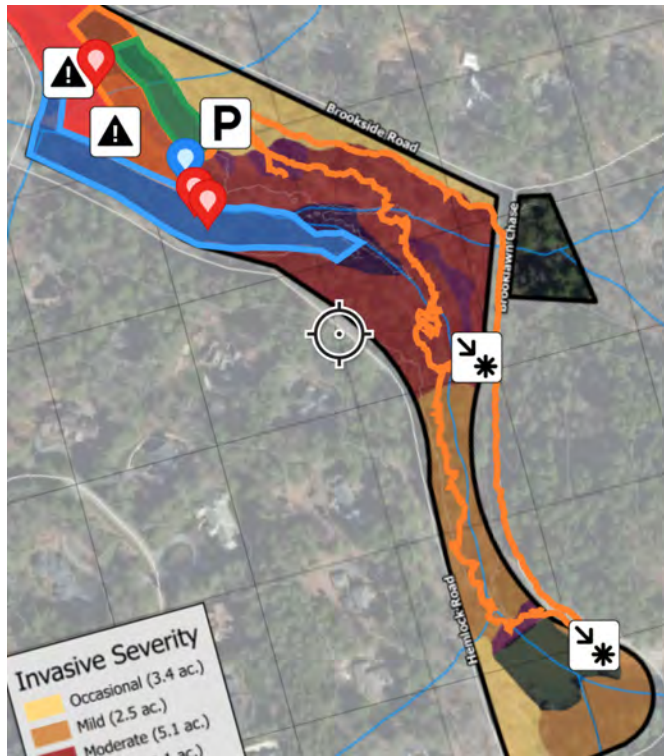 P
Brookside Road
Brooklawn Chase
Hemlock Road
Invasive Severity
Occasional (3.4 ac.)
Mild (2.5 ac.)
Moderate (5.1 ac.)
ac.)